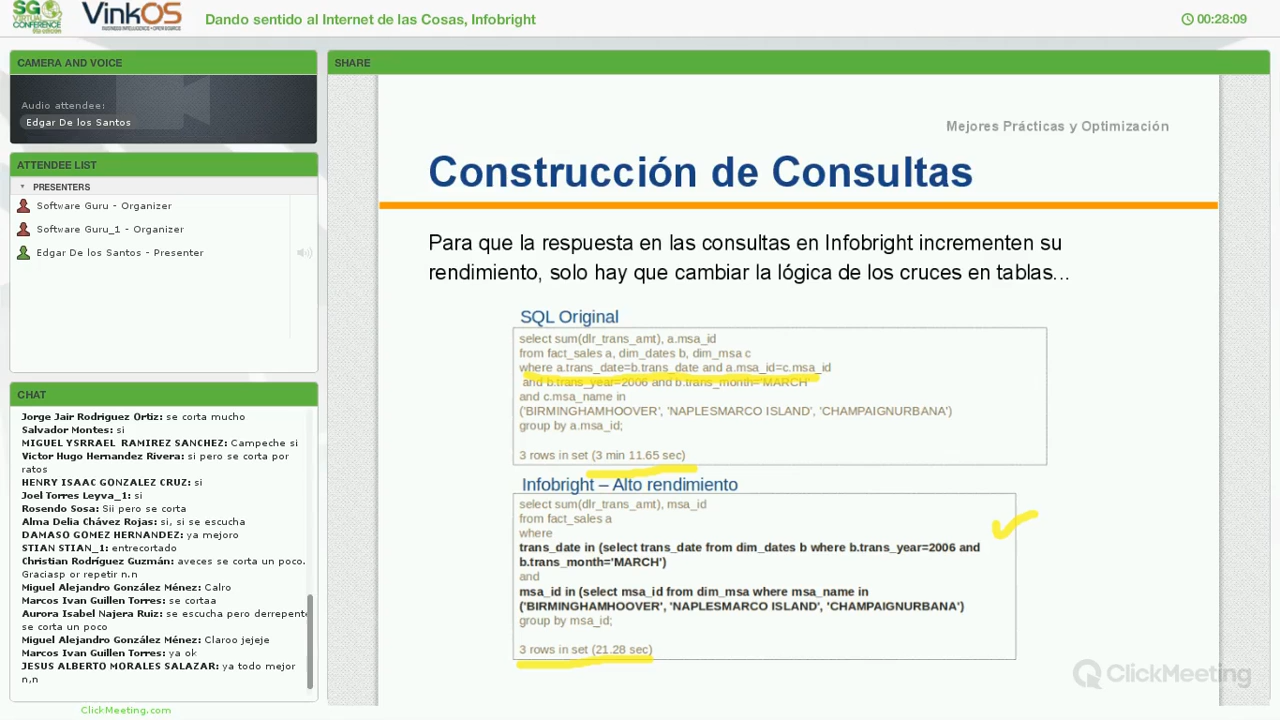 SG
VIRTUAL
CONFERENCE
VinkOS
Dando sentido al Internet de las Cosas, Infobright
00:28:09
CAMERA AND VOICE
Audio attendee:
Edgar De los Santos
ATTENDEE LIST
PRESENTERS
Software Guru - Organizer
Software Guru_1 - Organizer
Edgar De los Santos - Presenter
CHAT
Jorge Jair Rodriguez Ortiz: se corta mucho
Salvador Montes: si
MIGUEL YSRRAEL RAMIREZ SANCHEZ: Campeche si
Victor Hugo Hernandez Rivera: si pero se corta por
ratos
HENRY ISAAC GONZALEZ CRUZ: si
Joel Torres Leyva_1: si
Rosendo Sosa: Sii pero se corta
Alma Delia Chávez Rojas: si, si se escucha
DAMASO GOMEZ HERNANDEZ: ya mejoro
STIAN STIAN_1: entrecortado
Christian Rodríguez Guzmán: aveces se corta un poco.
Graciasp or repetir n.n
Miguel Alejandro González Ménez: Calro
Marcos Ivan Guillen Torres: se cortaa
Aurora Isabel Najera Ruiz: se escucha pero derrepente
se corta un poco
Miguel Alejandro González Ménez: Claroo jejeje
Marcos Ivan Guillen Torres: ya ok
JESUS ALBERTO MORALES SALAZAR: ya todo mejor
n,n
ClickMeeting.com
SHARE
Mejores Prácticas y Optimización
Construcción de Consultas
Para que la respuesta en las consultas en Infobright incrementen su
rendimiento, solo hay que cambiar la lógica de los cruces en tablas...
SQL Original
select sum(dlr_trans_amt), a.msa_id
from fact_sales a, dim_dates b, dim_msa c
where a.trans_date=b.trans_date and a.msa_id=c.msa_id
and b.trans_year=2006 and b.trans_month='MARCH'
and c.msa_name in
('BIRMINGHAMHOOVER', 'NAPLESMARCO ISLAND', 'CHAMPAIGNURBANA')
group by a.msa_id;
3 rows in set (3 min 11.65 sec)
Infobright – Alto rendimiento
select sum(dlr_trans_amt), msa_id
from fact_sales a
where
trans_date in (select trans_date from dim_dates b where b.trans_year=2006 and
b.trans_month='MARCH')
and
msa_id in (select msa_id from dim_msa where msa_name in
('BIRMINGHAMHOOVER', 'NAPLESMARCO ISLAND', 'CHAMPAIGNURBANA')
group by msa_id;
3 rows in set (21.28 sec)
ClickMeeting